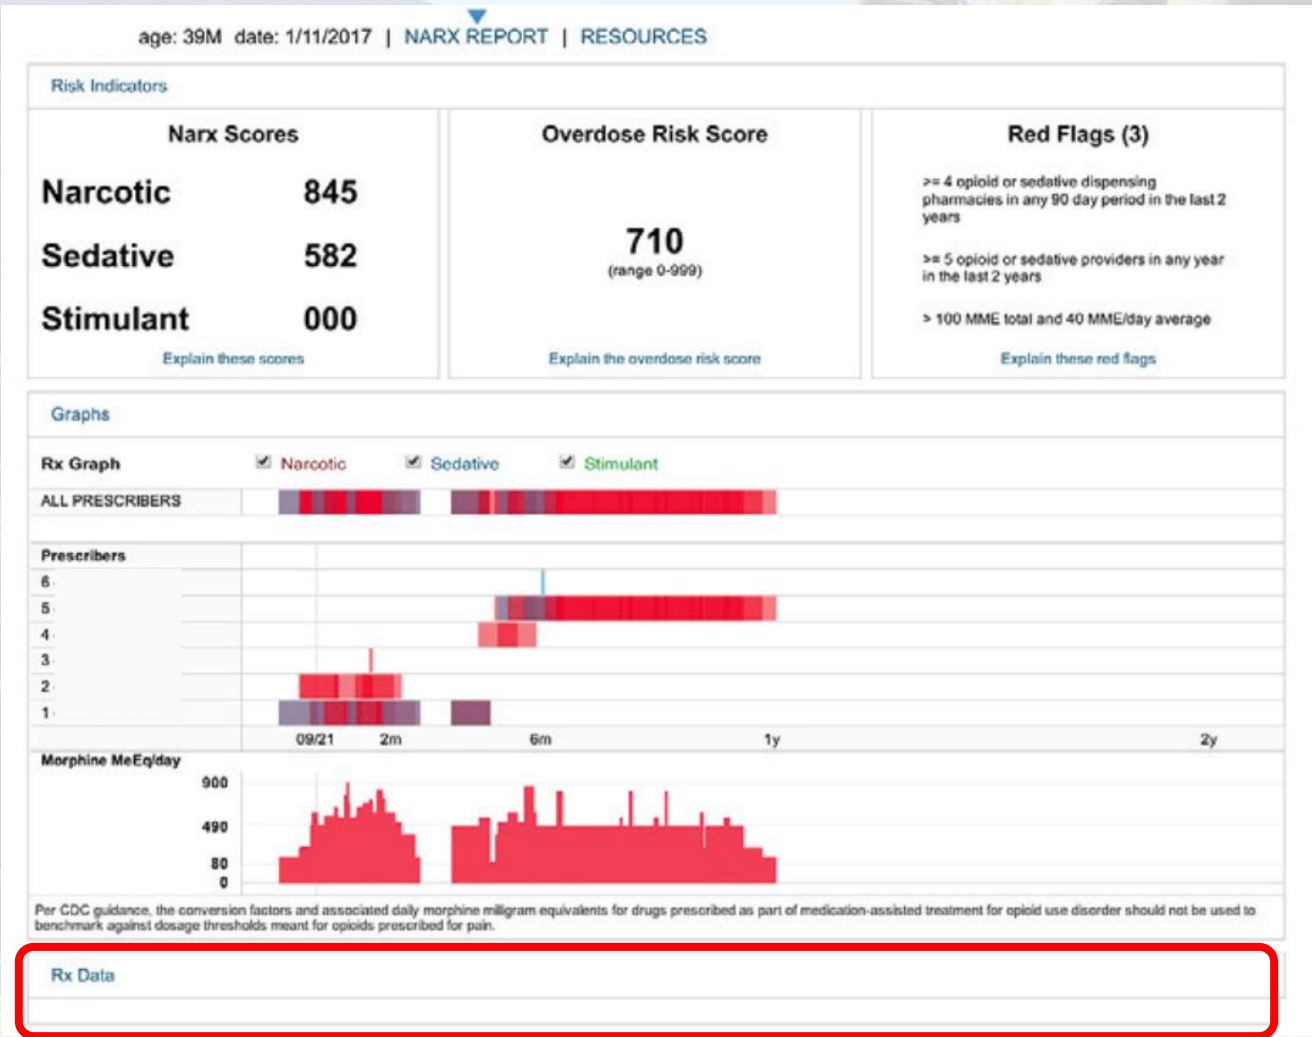 age: 39M date: 1/11/2017 | NARX REPORT | RESOURCES
Risk Indicators
Narx Scores
Narcotic 845
Sedative 582
Stimulant 000
Explain these scores
Overdose Risk Score
710
(range 0-999)
Explain the overdose risk score
Red Flags (3)
>= 4 opioid or sedative dispensing
pharmacies in any 90 day period in the last 2
years
>= 5 opioid or sedative providers in any year
in the last 2 years
> 100 MME total and 40 MME/day average
Explain these red flags
Graphs
Rx Graph Narcotic Sedative Stimulant
ALL PRESCRIBERS
Prescribers
6
5
4
3
2
1
09/21 2m 6m 1y 2y
Morphine MeEq/day
900
490
80
0
Per CDC guidance, the conversion factors and associated daily morphine milligram equivalents for drugs prescribed as part of medication-assisted treatment for opioid use disorder should not be used to
benchmark against dosage thresholds meant for opioids prescribed for pain.
Rx Data